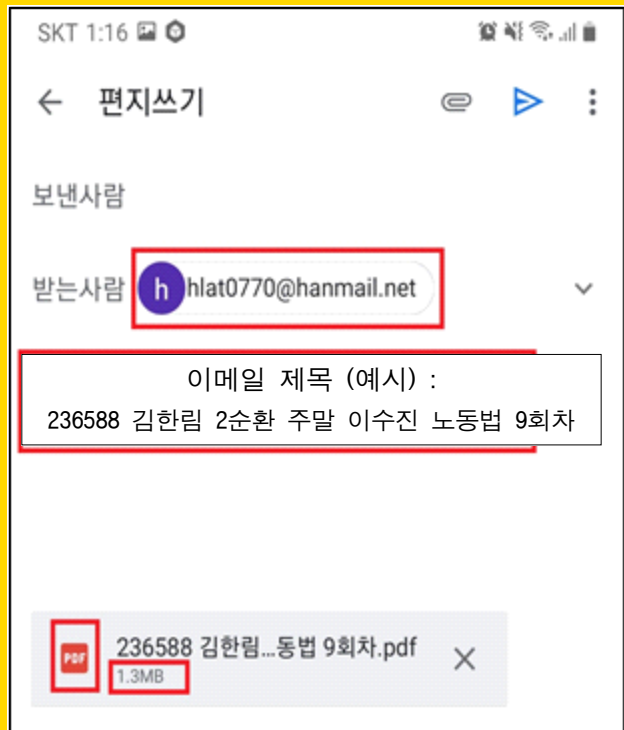 SKT 1:16
편지쓰기
보낸사람
받는사람 h hlat0770@hanmail.net
이메일 제목 (예시) :
236588 김한림 2순환 주말 이수진 노동법 9회차
PDF 236588 김한림...동법 9회차.pdf
1.3MB